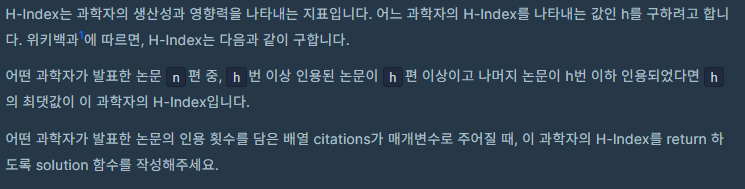 H-Index는 과학자의 생산성과 영향력을 나타내는 지표입니다. 어느 과학자의 H-Index를 나타내는 값인 h를 구하려고 합니
다. 위키백과1에 따르면, H-Index는 다음과 같이 구합니다.
어떤 과학자가 발표한 논문 n 편 중, h 번 이상 인용된 논문이 h 편 이상이고 나머지 논문이 h번 이하 인용되었다면 h
의 최댓값이 이 과학자의 H-Index입니다.
어떤 과학자가 발표한 논문의 인용 횟수를 담은 배열 citations가 매개변수로 주어질 때, 이 과학자의 H-Index를 return 하
도록 solution 함수를 작성해주세요.